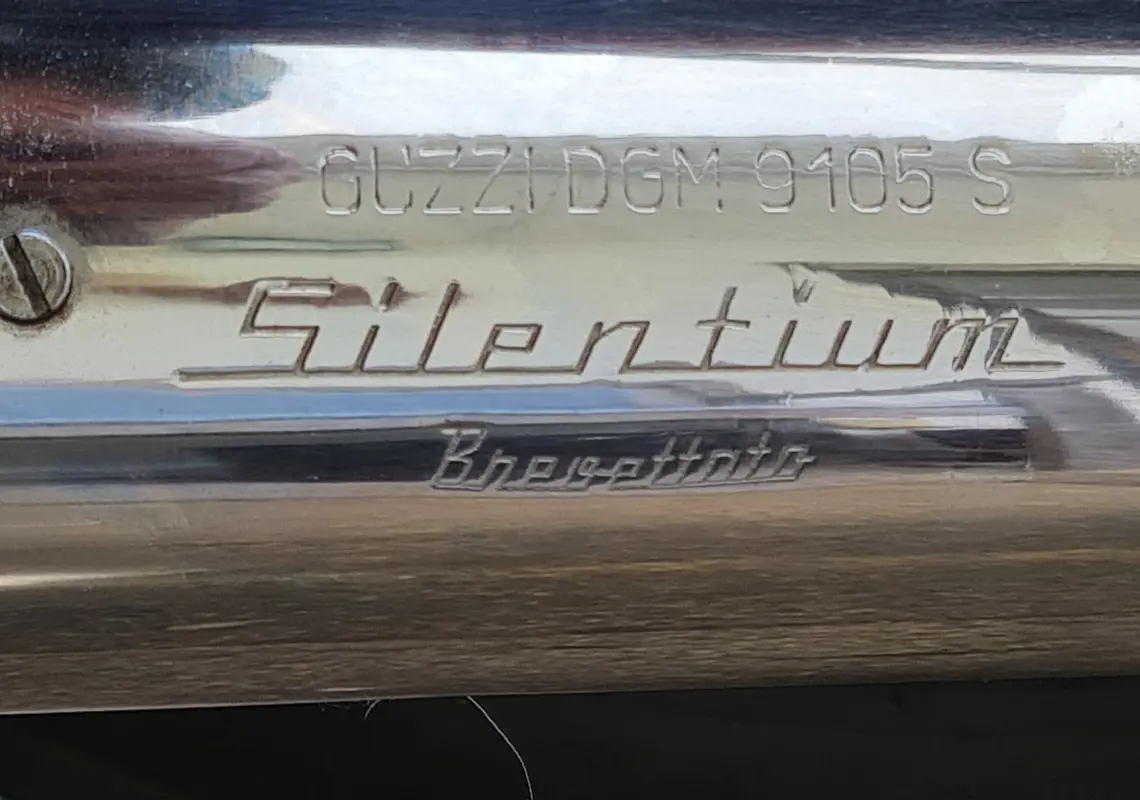 GUZZI DGM 9105 S
Silentium
Brevettato